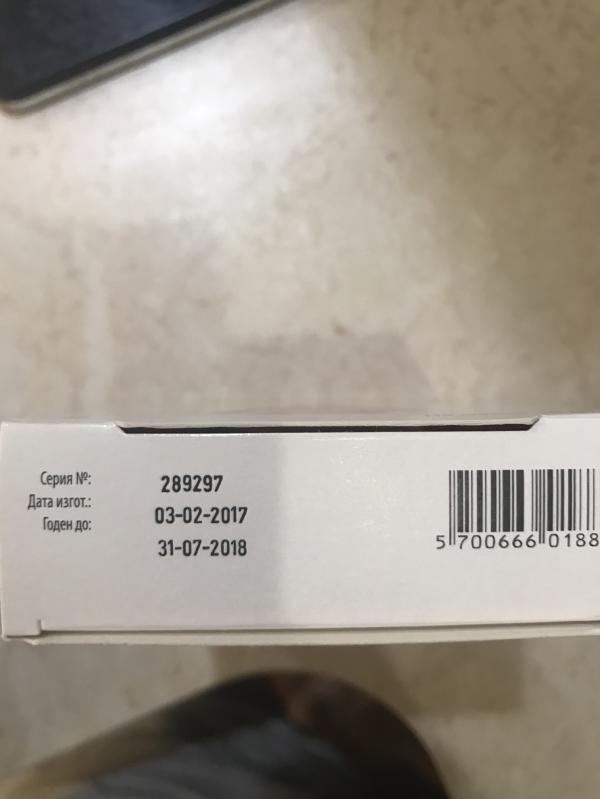 Серия №: 289297
Дата изгот.: 03-02-2017
Годен до: 31-07-2018
5 700666 0188